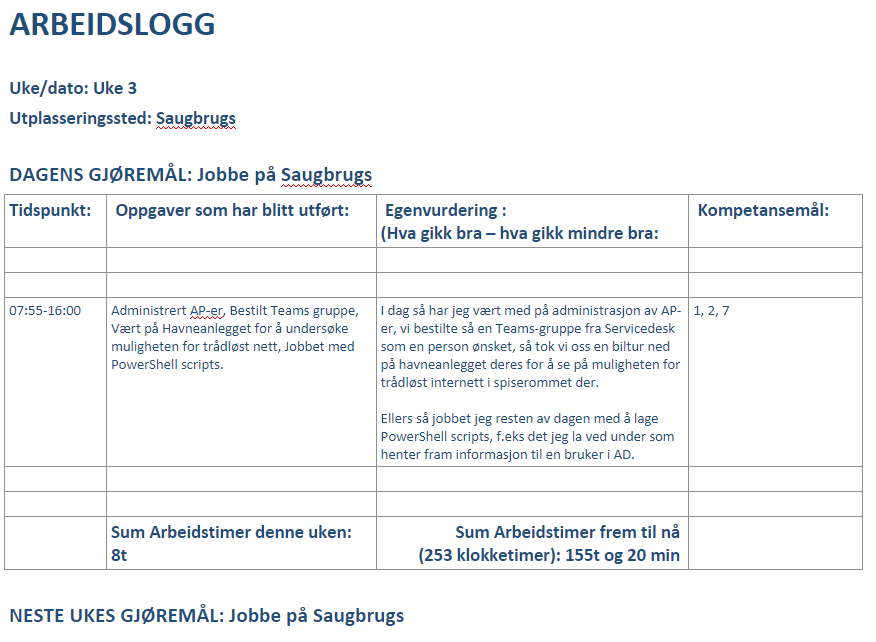 ARBEIDSLOGG
Uke/dato: Uke 3
Utplasseringssted: Saugbrugs
DAGENS GJØREMÅL: Jobbe på Saugbrugs
Tidspunkt:
Oppgaver som har blitt utført:
Egenvurdering :
(Hva gikk bra – hva gikk mindre bra:
Kompetansemål:
07:55-16:00
Administrert AP-er, Bestilt Teams gruppe,
Vært på Havneanlegget for å undersøke
muligheten for trådløst nett, Jobbet med
PowerShell scripts.
I dag så har jeg vært med på administrasjon av AP-
er, vi bestilte så en Teams-gruppe fra Servicedesk
som en person ønsket, så tok vi oss en biltur ned
på havneanlegget deres for å se på muligheten for
trådløst internett i spiserommet der.
Ellers så jobbet jeg resten av dagen med å lage
PowerShell scripts, f.eks det jeg la ved under som
henter fram informasjon til en bruker i AD.
1, 2, 7
Sum Arbeidstimer denne uken:
8t
Sum Arbeidstimer frem til nå
(253 klokketimer): 155t og 20 min
NESTE UKES GJØREMÅL: Jobbe på Saugbrugs